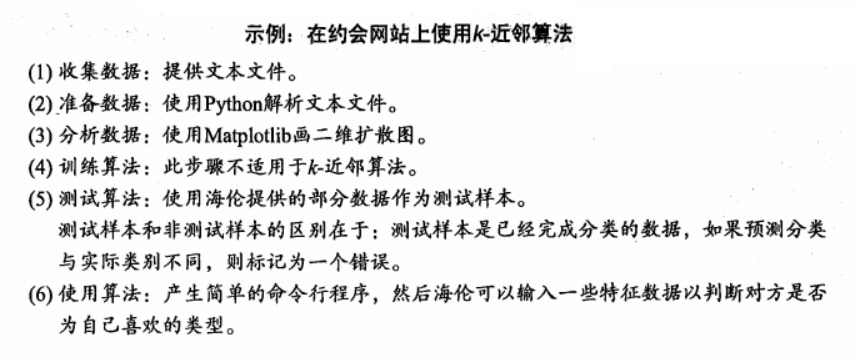 示例：在约会网站上使用k-近邻算法
(1) 收集数据：提供文本文件。
(2) 准备数据：使用Python解析文本文件。
(3) 分析数据：使用Matplotlib画二维扩散图。
(4) 训练算法：此步骤不适用于k-近邻算法。
(5) 测试算法：使用海伦提供的部分数据作为测试样本。
测试样本和非测试样本的区别在于：测试样本是已经完成分类的数据，如果预测分类
与实际类别不同，则标记为一个错误。
(6) 使用算法：产生简单的命令行程序，然后海伦可以输入一些特征数据以判断对方是否
为自己喜欢的类型。